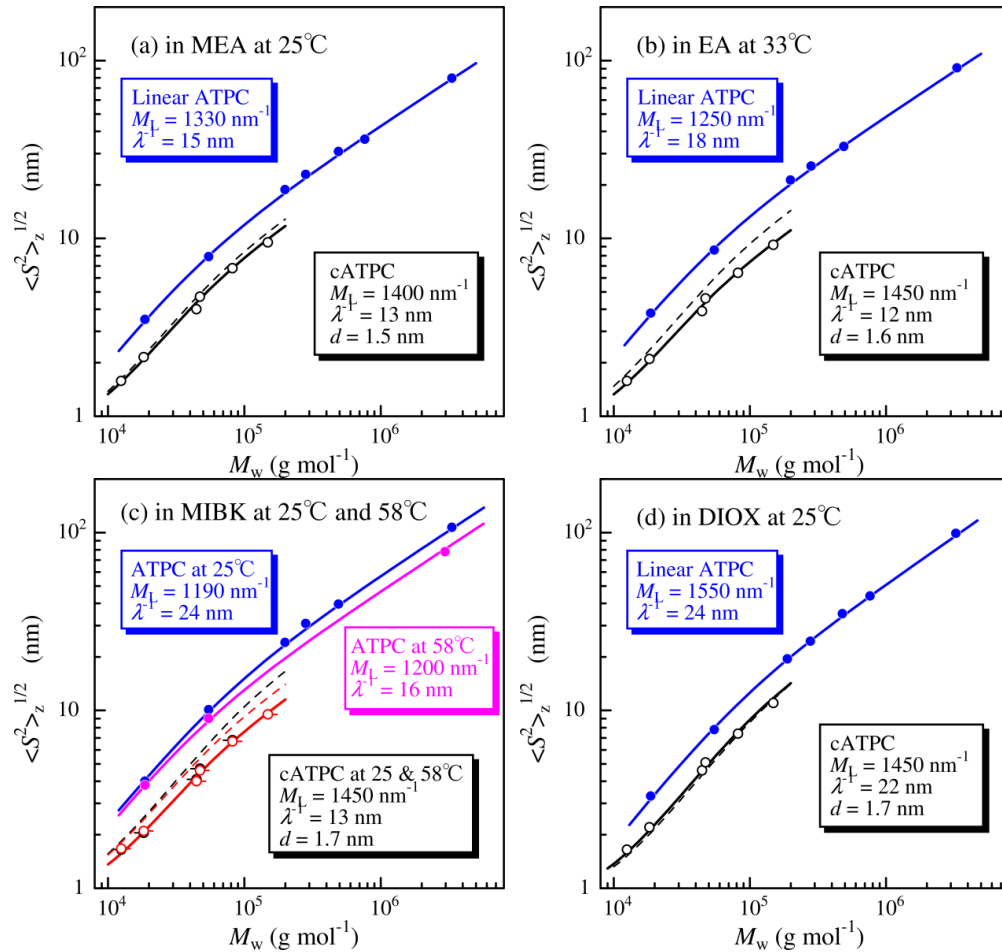 (a) in MEA at 25℃
Linear ATPC
M_L = 1330 nm⁻¹
λ⁻¹ = 15 nm
cATPC
M_L = 1400 nm⁻¹
λ⁻¹ = 13 nm
d = 1.5 nm
10²
10
1
<S²>_z^1/2 (nm)
10⁴ 10⁵ 10⁶
M_w (g mol⁻¹)
(b) in EA at 33℃
Linear ATPC
M_L = 1250 nm⁻¹
λ⁻¹ = 18 nm
cATPC
M_L = 1450 nm⁻¹
λ⁻¹ = 12 nm
d = 1.6 nm
10²
10
1
<S²>_z^1/2 (nm)
10⁴ 10⁵ 10⁶
M_w (g mol⁻¹)
(c) in MIBK at 25℃ and 58℃
ATPC at 25℃
M_L = 1190 nm⁻¹
λ⁻¹ = 24 nm
ATPC at 58℃
M_L = 1200 nm⁻¹
λ⁻¹ = 16 nm
cATPC at 25 & 58℃
M_L = 1450 nm⁻¹
λ⁻¹ = 13 nm
d = 1.7 nm
10²
10
1
<S²>_z^1/2 (nm)
10⁴ 10⁵ 10⁶
M_w (g mol⁻¹)
(d) in DIOX at 25℃
Linear ATPC
M_L = 1550 nm⁻¹
λ⁻¹ = 24 nm
cATPC
M_L = 1450 nm⁻¹
λ⁻¹ = 22 nm
d = 1.7 nm
10²
10
1
<S²>_z^1/2 (nm)
10⁴ 10⁵ 10⁶
M_w (g mol⁻¹)